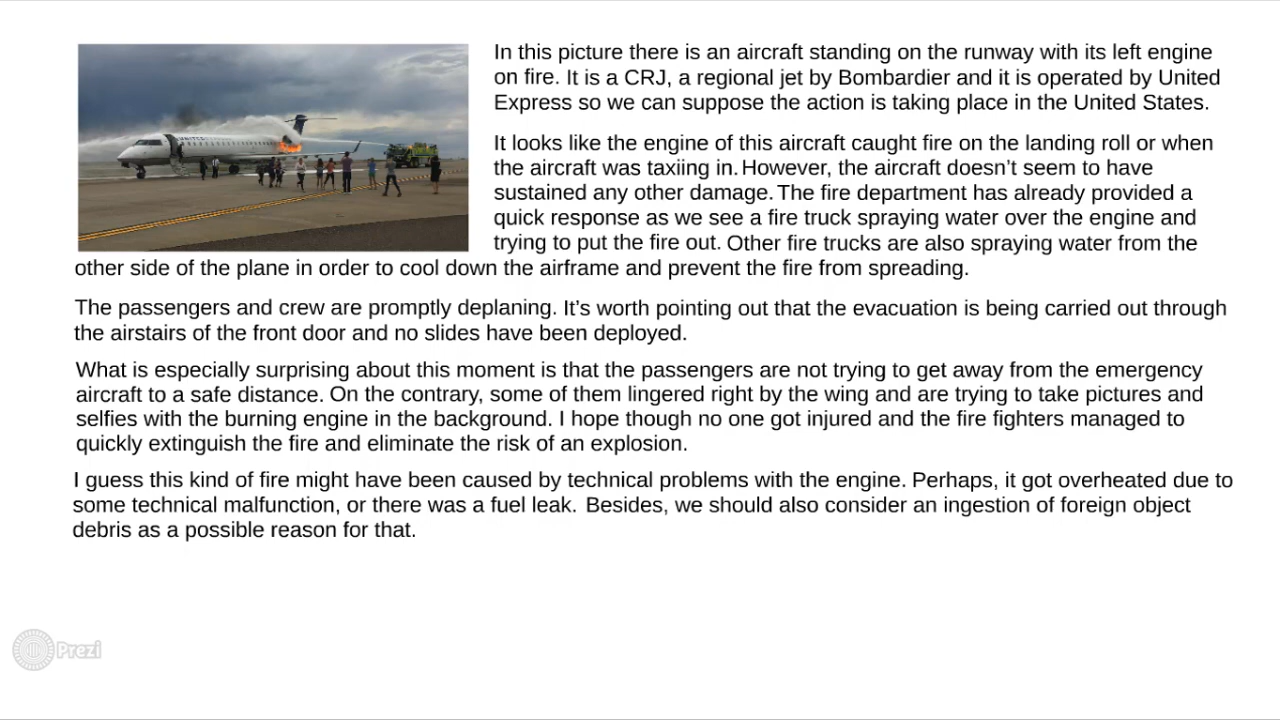 In this picture there is an aircraft standing on the runway with its left engine
on fire. It is a CRJ, a regional jet by Bombardier and it is operated by United
Express so we can suppose the action is taking place in the United States.
It looks like the engine of this aircraft caught fire on the landing roll or when
the aircraft was taxiing in. However, the aircraft doesn’t seem to have
sustained any other damage. The fire department has already provided a
quick response as we see a fire truck spraying water over the engine and
trying to put the fire out. Other fire trucks are also spraying water from the
other side of the plane in order to cool down the airframe and prevent the fire from spreading.
The passengers and crew are promptly deplaning. It’s worth pointing out that the evacuation is being carried out through
the airstairs of the front door and no slides have been deployed.
What is especially surprising about this moment is that the passengers are not trying to get away from the emergency
aircraft to a safe distance. On the contrary, some of them lingered right by the wing and are trying to take pictures and
selfies with the burning engine in the background. I hope though no one got injured and the fire fighters managed to
quickly extinguish the fire and eliminate the risk of an explosion.
I guess this kind of fire might have been caused by technical problems with the engine. Perhaps, it got overheated due to
some technical malfunction, or there was a fuel leak. Besides, we should also consider an ingestion of foreign object
debris as a possible reason for that.
Prezi